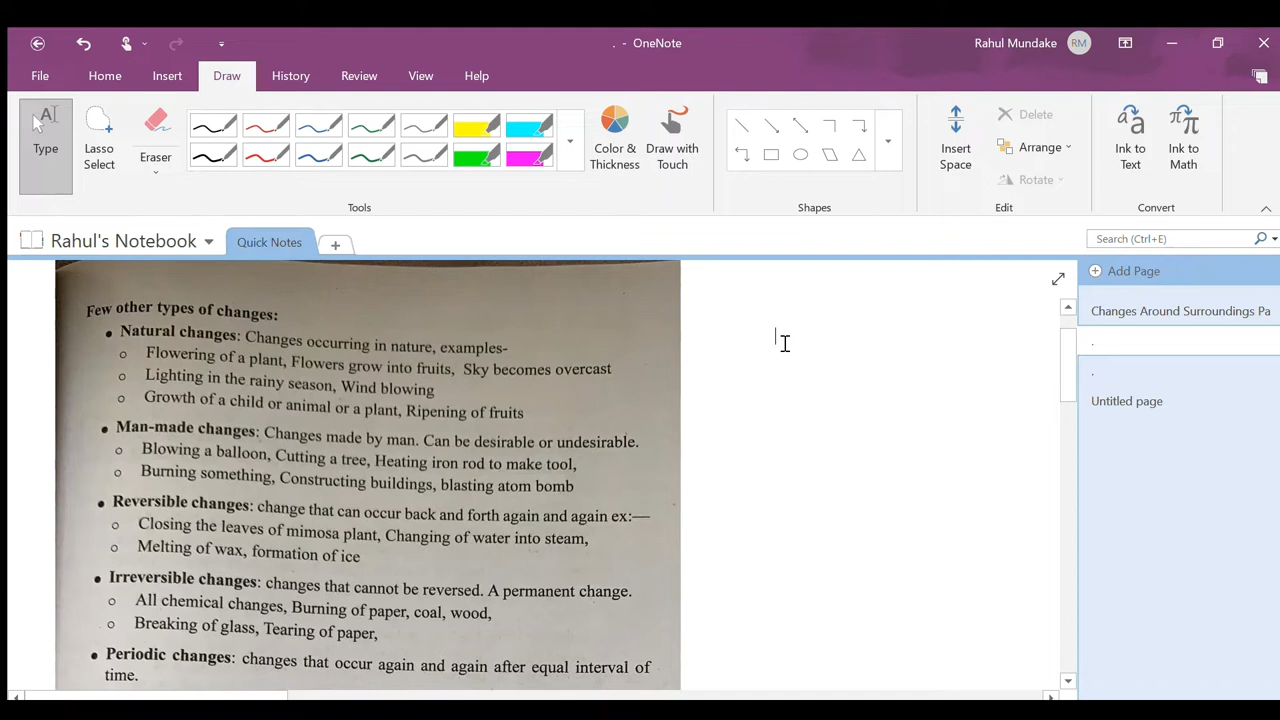 . - OneNote
Rahul Mundake
RM
File
Home
Insert
Draw
History
Review
View
Help
Type
Lasso
Select
Eraser
Color &
Thickness
Draw with
Touch
Insert
Space
Delete
Arrange
Rotate
Ink to
Text
Ink to
Math
Tools
Shapes
Edit
Convert
Rahul's Notebook
Quick Notes
Search (Ctrl+E)
Add Page
Changes Around Surroundings Pa
.
.
Untitled page
Few other types of changes:
• Natural changes: Changes occurring in nature, examples-
o Flowering of a plant, Flowers grow into fruits, Sky becomes overcast
o Lighting in the rainy season, Wind blowing
o Growth of a child or animal or a plant, Ripening of fruits
• Man-made changes: Changes made by man. Can be desirable or undesirable.
o Blowing a balloon, Cutting a tree, Heating iron rod to make tool,
o Burning something, Constructing buildings, blasting atom bomb
• Reversible changes: change that can occur back and forth again and again ex:—
o Closing the leaves of mimosa plant, Changing of water into steam,
o Melting of wax, formation of ice
• Irreversible changes: changes that cannot be reversed. A permanent change.
o All chemical changes, Burning of paper, coal, wood,
o Breaking of glass, Tearing of paper,
• Periodic changes: changes that occur again and again after equal interval of
time.